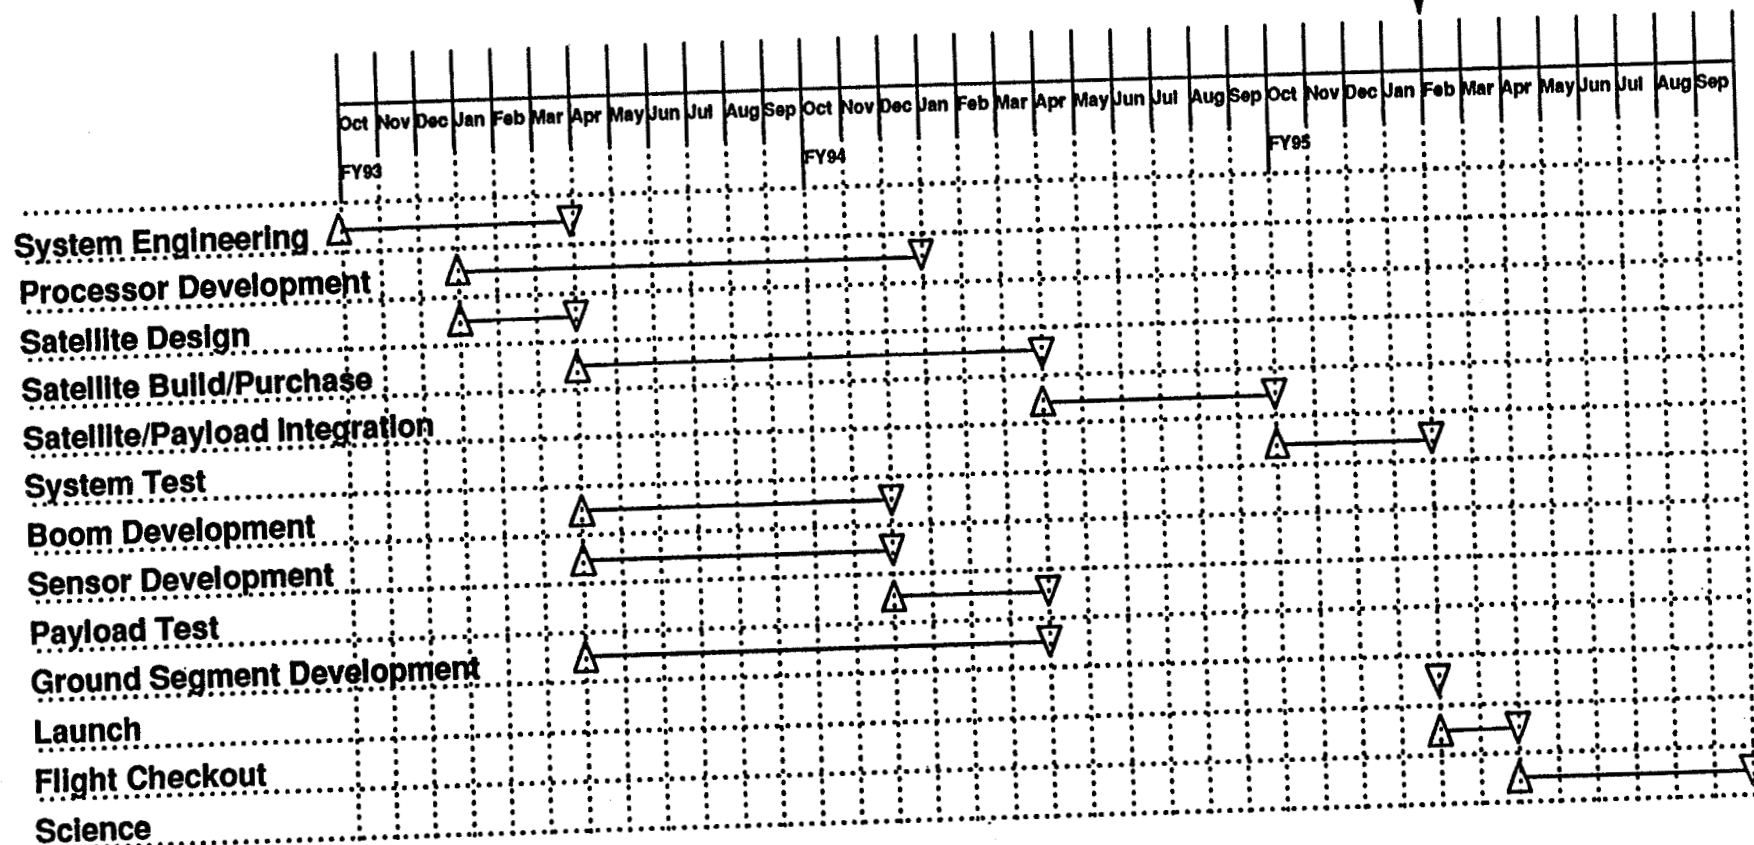 Oct Nov Dec Jan Feb Mar Apr May Jun Jul Aug Sep Oct Nov Dec Jan Feb Mar Apr May Jun Jul Aug Sep Oct Nov Dec Jan Feb Mar Apr May Jun Jul Aug Sep
FY93 FY94 FY95
System Engineering
Processor Development
Satellite Design
Satellite Build/Purchase
Satellite/Payload Integration
System Test
Boom Development
Sensor Development
Payload Test
Ground Segment Development
Launch
Flight Checkout
Science